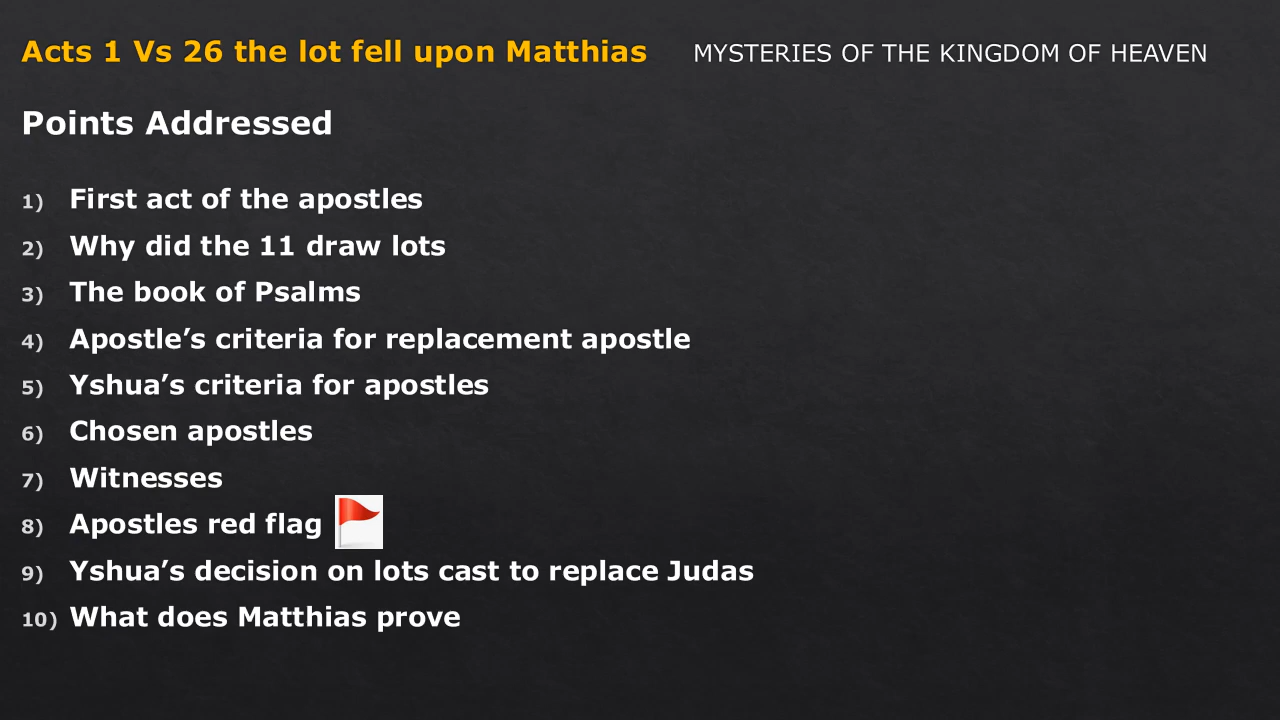 Acts 1 Vs 26 the lot fell upon Matthias MYSTERIES OF THE KINGDOM OF HEAVEN
Points Addressed
1) First act of the apostles
2) Why did the 11 draw lots
3) The book of Psalms
4) Apostle’s criteria for replacement apostle
5) Yshua’s criteria for apostles
6) Chosen apostles
7) Witnesses
8) Apostles red flag
9) Yshua’s decision on lots cast to replace Judas
10) What does Matthias prove